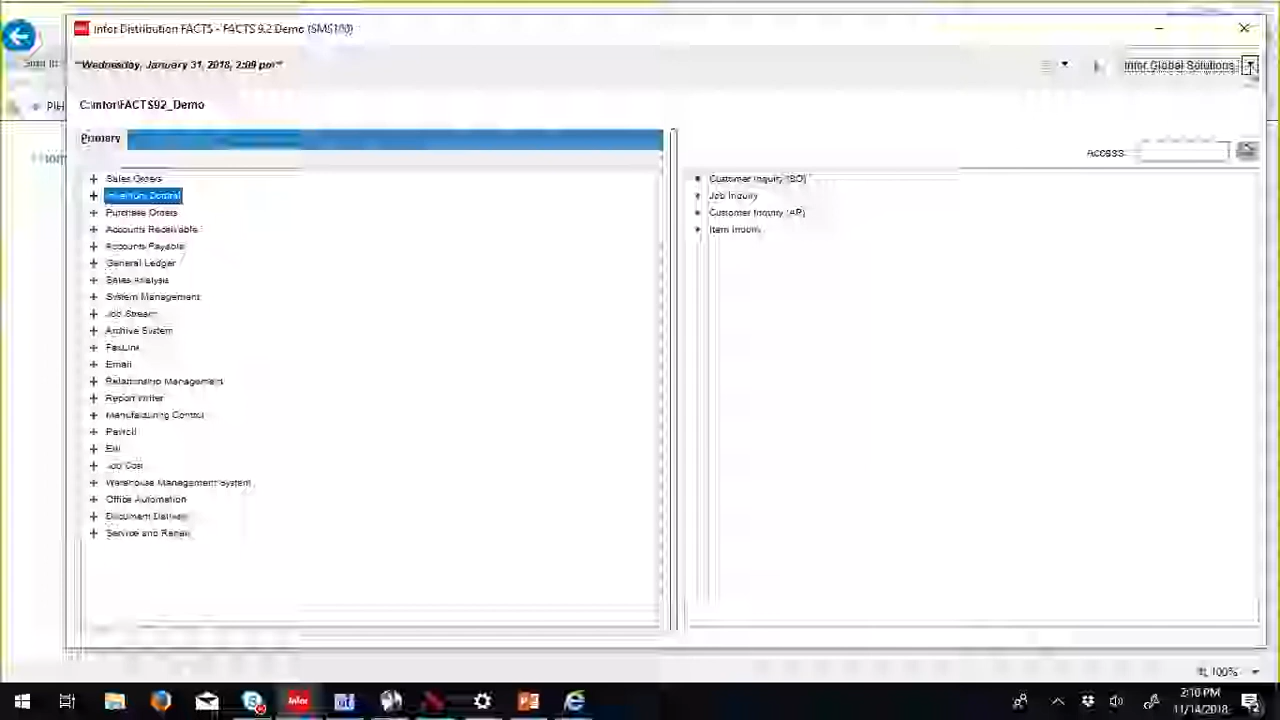 Infor Distribution FACTS - FACTS 9.2 Demo (SMS100)
Sign In
**Wednesday, January 31, 2018, 2:09 pm**
Infor Global Solutions
C:\Infor\FACTS92_Demo
Primary
Access:
Sales Orders
Inventory Control
Purchase Orders
Accounts Receivable
Accounts Payable
General Ledger
Sales Analysis
System Management
Job Stream
Archive System
FaxLink
Email
Relationship Management
Report Writer
Manufacturing Control
Payroll
Job Cost
Warehouse Management System
Office Automation
Document Delivery
Service and Repair
Customer Inquiry (SO)
Job Inquiry
Customer Inquiry (AR)
Item Inquiry
100%
infor
2:10 PM
11/14/2018